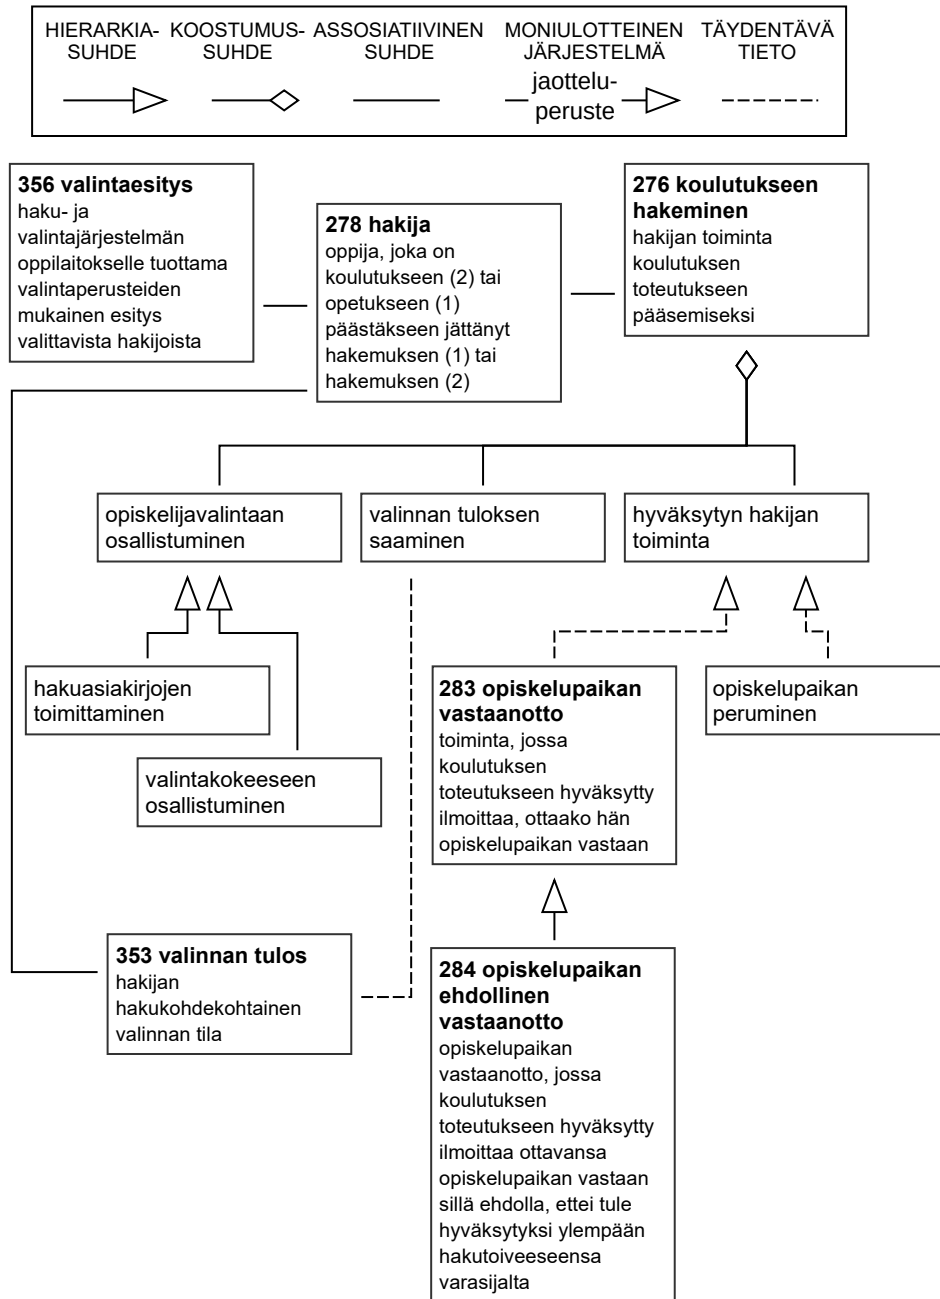 HIERARKIA-
SUHDE
KOOSTUMUS-
SUHDE
ASSOSIATIIVINEN
SUHDE
MONIULOTTEINEN
JÄRJESTELMÄ
TÄYDENTÄVÄ
TIETO
jaottelu-
peruste
356 valintaesitys
haku- ja
valintajärjestelmän
oppilaitokselle tuottama
valintaperusteiden
mukainen esitys
valittavista hakijoista
278 hakija
oppija, joka on
koulutukseen (2) tai
opetukseen (1)
päästäkseen jättänyt
hakemuksen (1) tai
hakemuksen (2)
276 koulutukseen
hakeminen
hakijan toiminta
koulutuksen
toteutukseen
pääsemiseksi
opiskelijavalintaan
osallistuminen
valinnan tuloksen
saaminen
hyväksytyn hakijan
toiminta
hakuasiakirjojen
toimittaminen
valintakokeeseen
osallistuminen
283 opiskelupaikan
vastaanotto
toiminta, jossa
koulutuksen
toteutukseen hyväksytty
ilmoittaa, ottaako hän
opiskelupaikan vastaan
opiskelupaikan
peruminen
353 valinnan tulos
hakijan
hakukohdekohtainen
valinnan tila
284 opiskelupaikan
ehdollinen
vastaanotto
opiskelupaikan
vastaanotto, jossa
koulutuksen
toteutukseen hyväksytty
ilmoittaa ottavansa
opiskelupaikan vastaan
sillä ehdolla, ettei tule
hyväksytyksi ylempään
hakutoiveeseensa
varasijalta